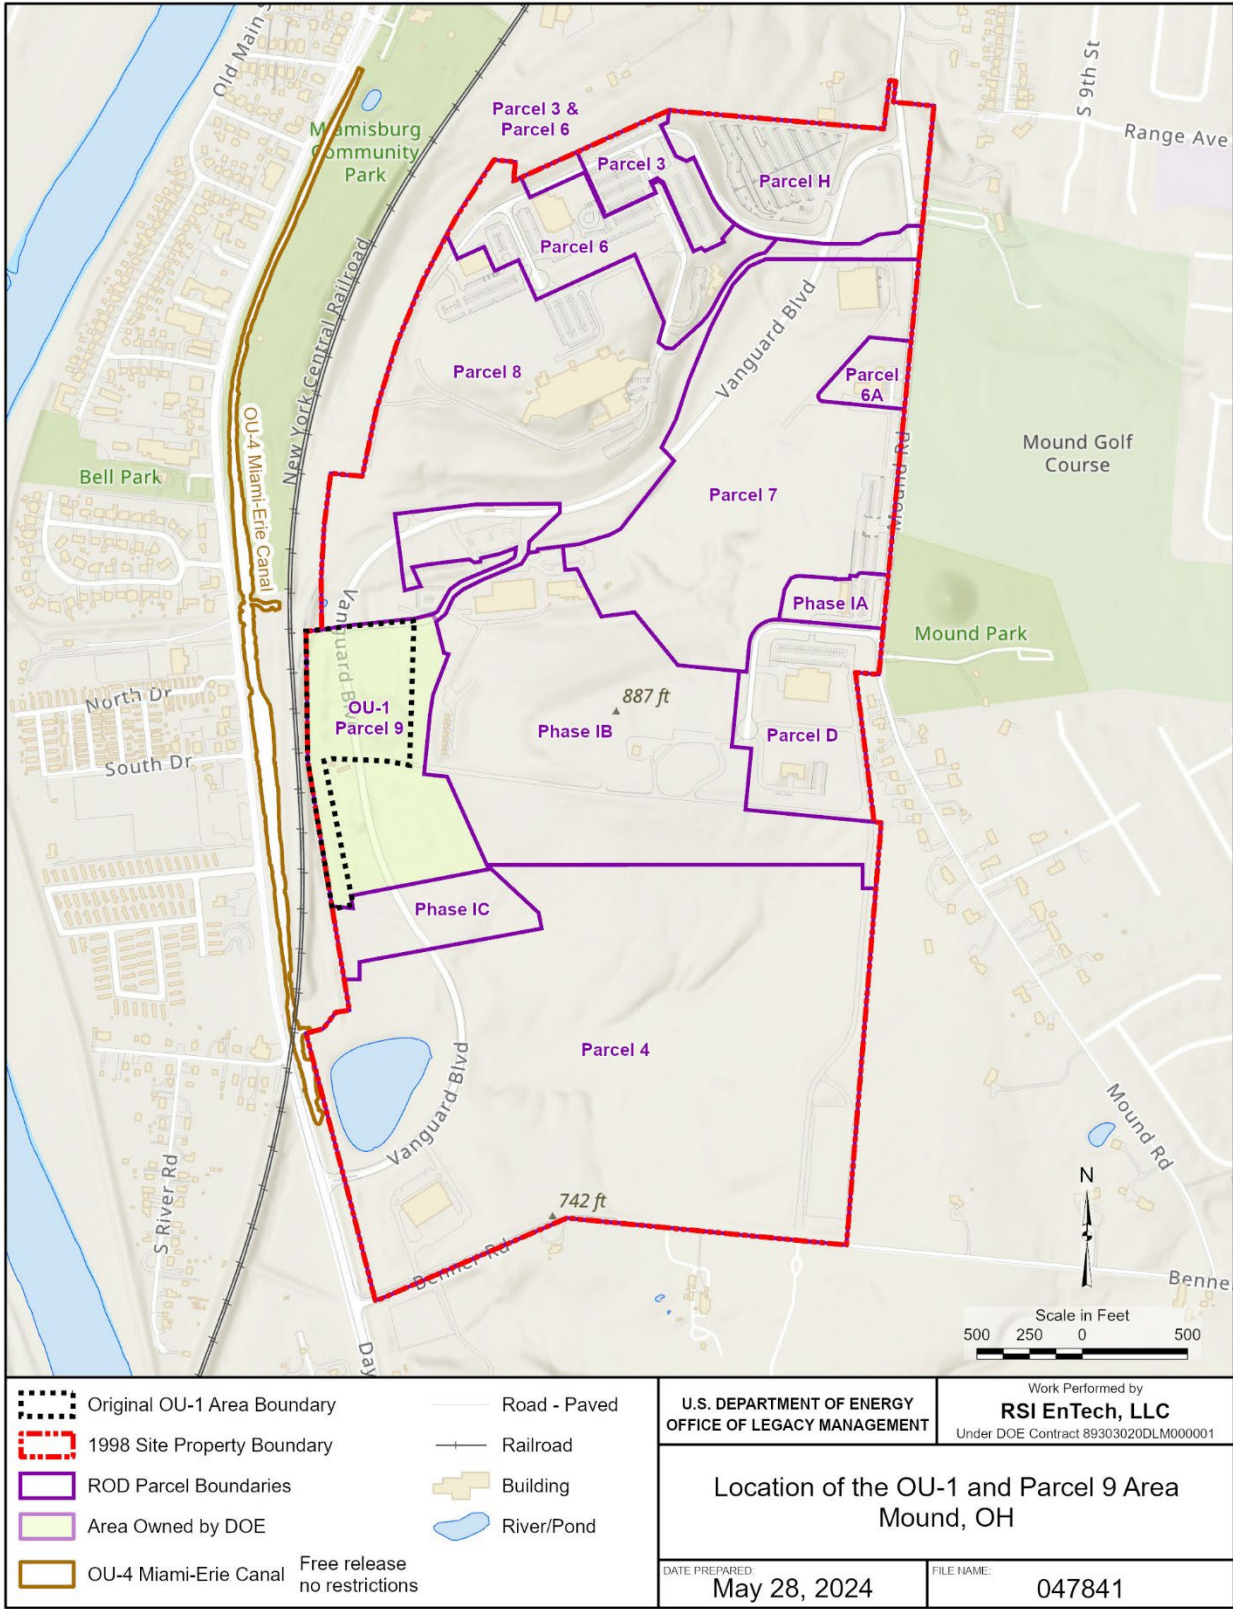 Old Main S
Miamisburg
Community
Park
Parcel 3 &
Parcel 6
S 9th St
Range Ave
Parcel 3
Parcel H
Parcel 6
New York Central Railroad
Vanguard Blvd
Parcel 8
Parcel
6A
Mound Golf
Course
Bell Park
OU-4 Miami-Erie Canal
Parcel 7
Mound Rd
Vanguard Blvd
Phase IA
Mound Park
North Dr
OU-1
Parcel 9
887 ft
Phase IB
Parcel D
South Dr
Phase IC
Parcel 4
Vanguard Blvd
Mound Rd
S River Rd
742 ft
Benner Rd
N
Benner
Day
Scale in Feet
500 250 0 500
Original OU-1 Area Boundary
1998 Site Property Boundary
ROD Parcel Boundaries
Area Owned by DOE
OU-4 Miami-Erie Canal
Free release
no restrictions
Road - Paved
Railroad
Building
River/Pond
U.S. DEPARTMENT OF ENERGY
OFFICE OF LEGACY MANAGEMENT
Work Performed by
RSI EnTech, LLC
Under DOE Contract 89303020DLM000001
Location of the OU-1 and Parcel 9 Area
Mound, OH
DATE PREPARED:
May 28, 2024
FILE NAME:
047841